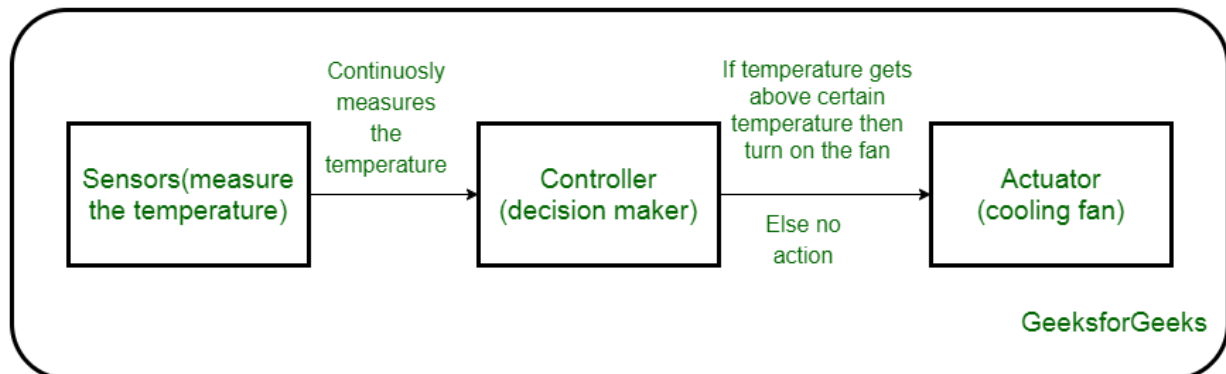 Sensors(measure
the temperature)
Continuosly
measures
the
temperature
Controller
(decision maker)
If temperature gets
above certain
temperature then
turn on the fan
Else no
action
Actuator
(cooling fan)
GeeksforGeeks